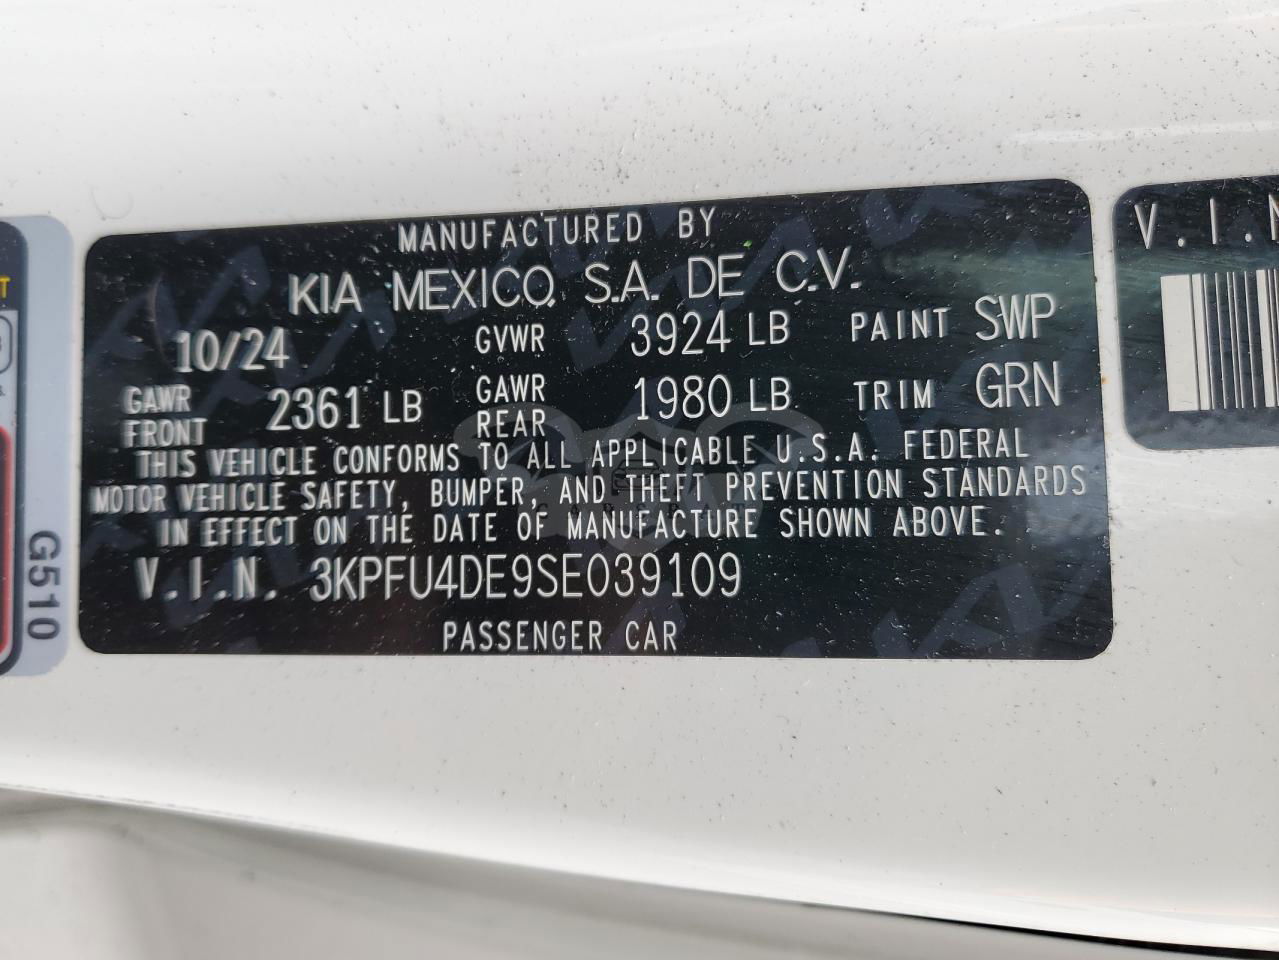 MANUFACTURED BY
KIA MEXICO, S.A. DE C.V.
10/24 GVWR 3924 LB PAINT SWP
GAWR FRONT 2361 LB GAWR REAR 1980 LB TRIM GRN
THIS VEHICLE CONFORMS TO ALL APPLICABLE U.S.A. FEDERAL
MOTOR VEHICLE SAFETY, BUMPER, AND THEFT PREVENTION STANDARDS
IN EFFECT ON THE DATE OF MANUFACTURE SHOWN ABOVE.
V.I.N. 3KPFU4DE9SE039109
PASSENGER CAR
G510
V.I.N